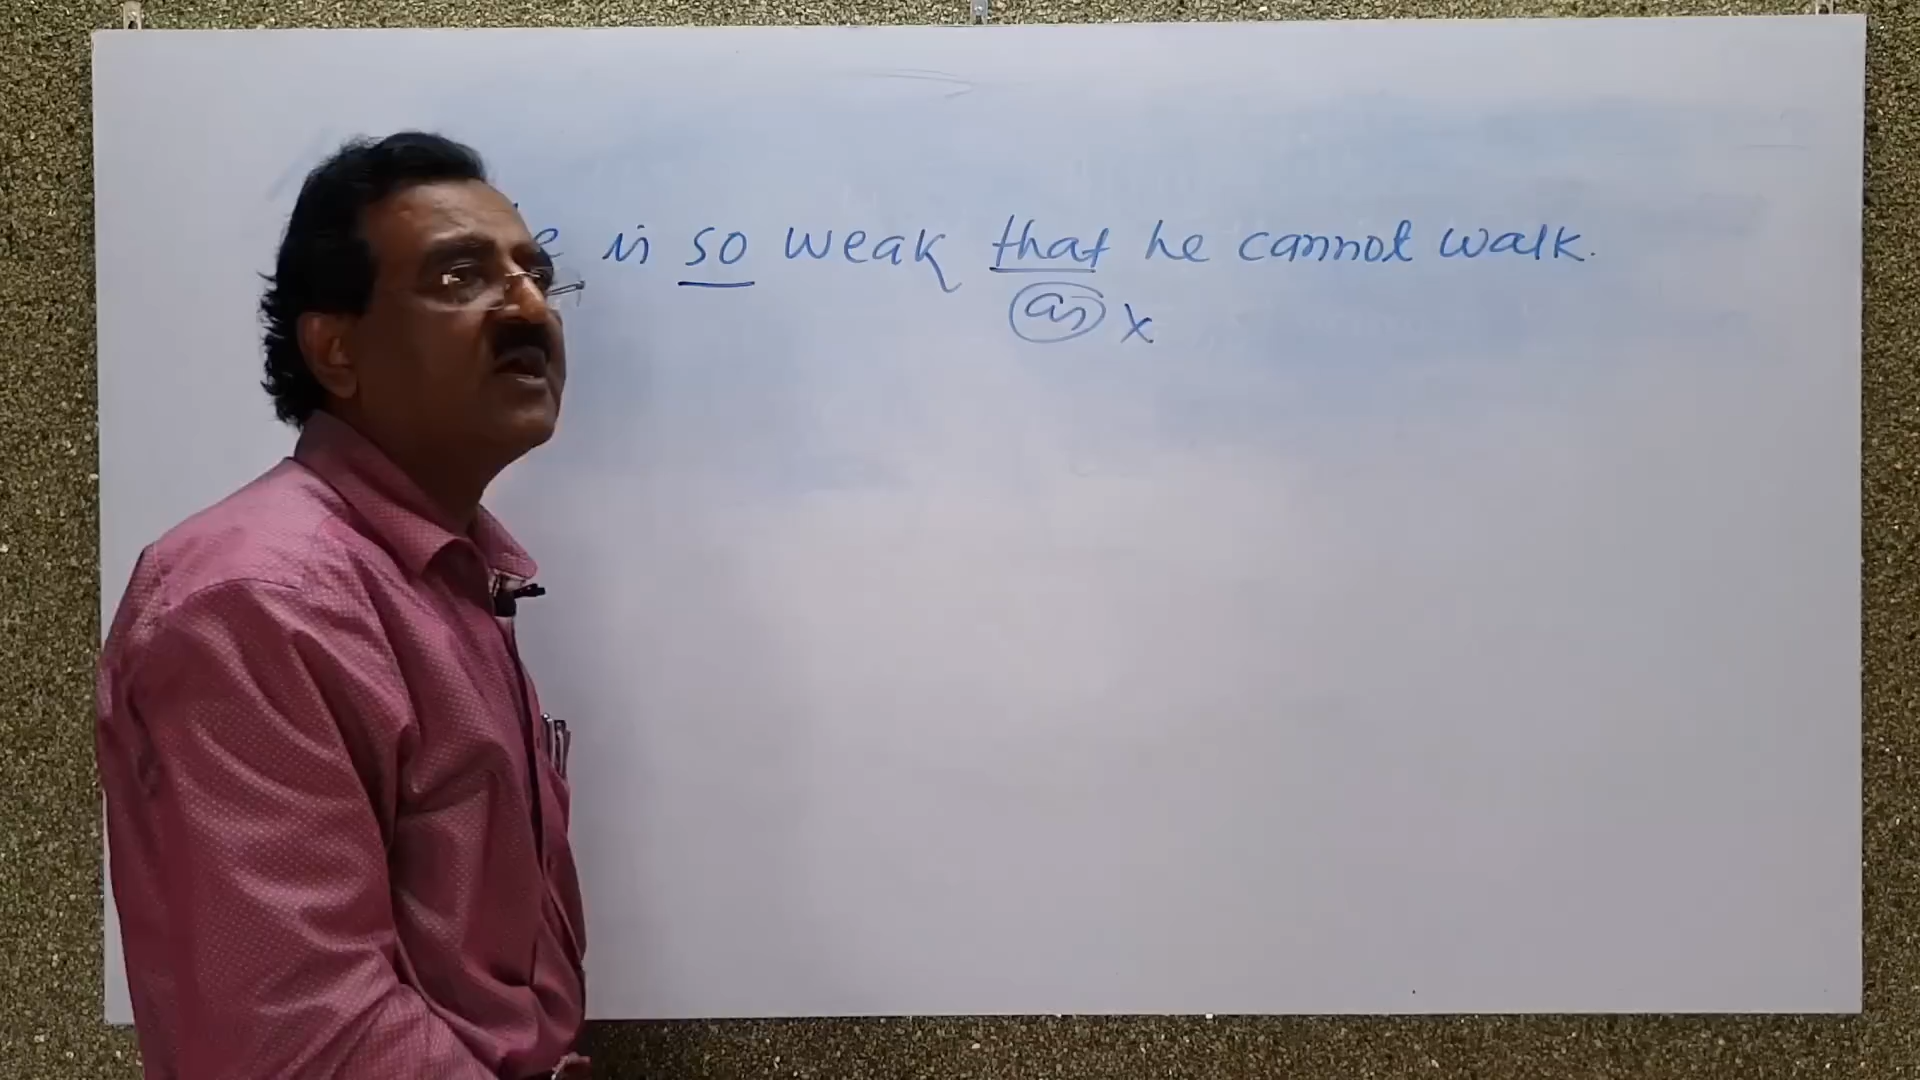 is so weak that he cannot walk.
as x